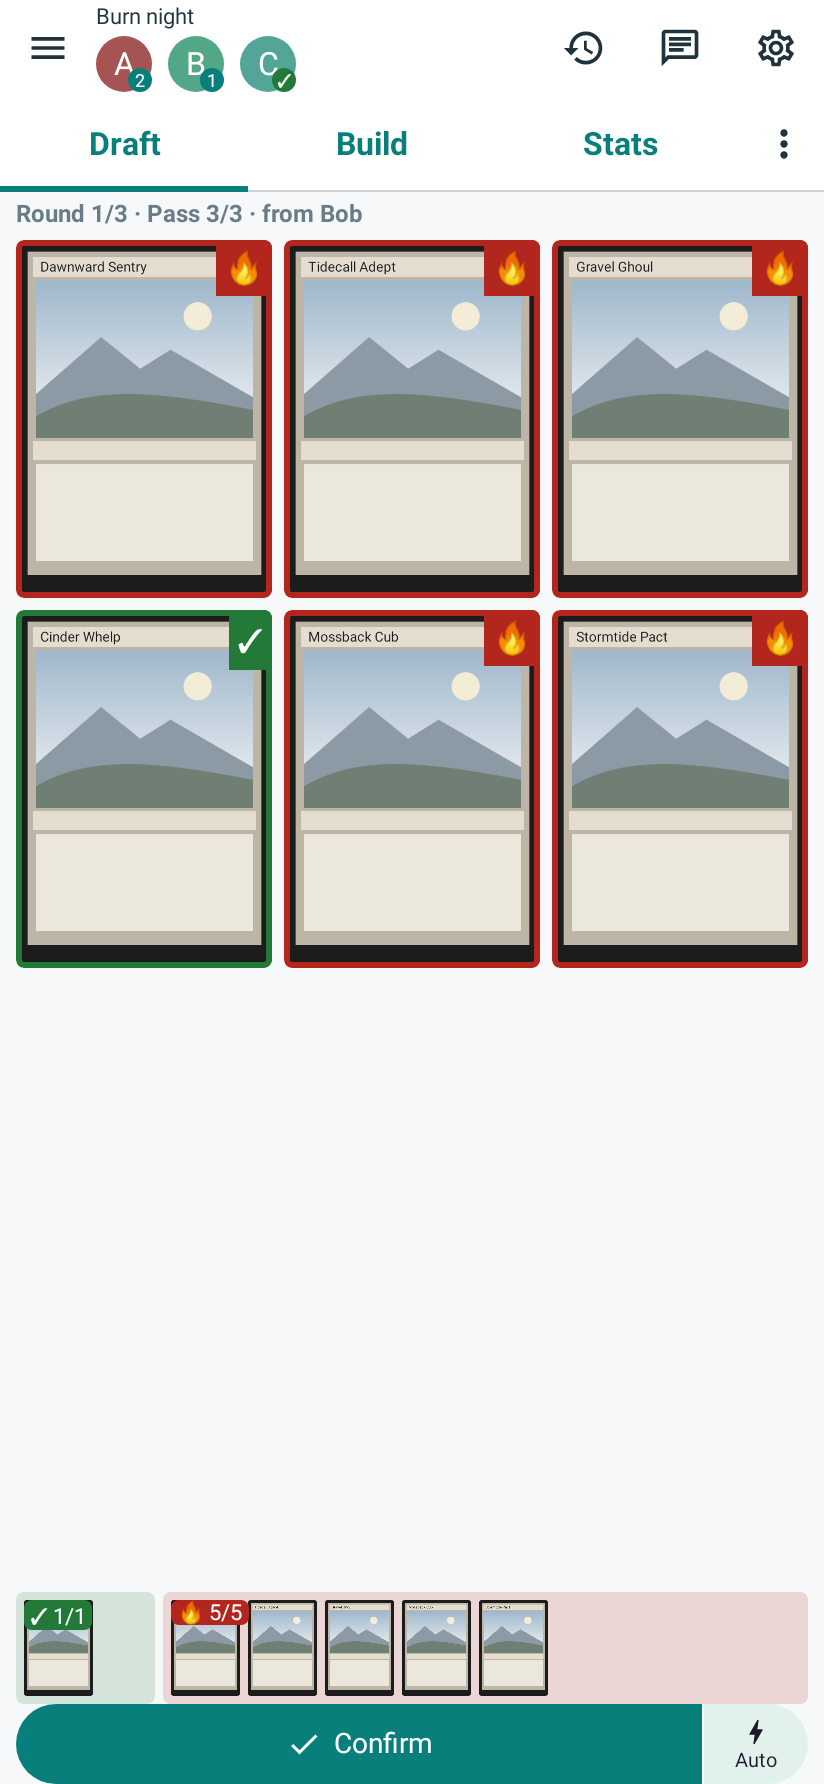 Burn night
A 2 B 1 C ✓
Draft Build Stats
Round 1/3 · Pass 3/3 · from Bob
Dawnward Sentry
Tidecall Adept
Gravel Ghoul
Cinder Whelp ✓
Mossback Cub
Stormtide Pact
✓ 1/1
🔥 5/5
Confirm
Auto